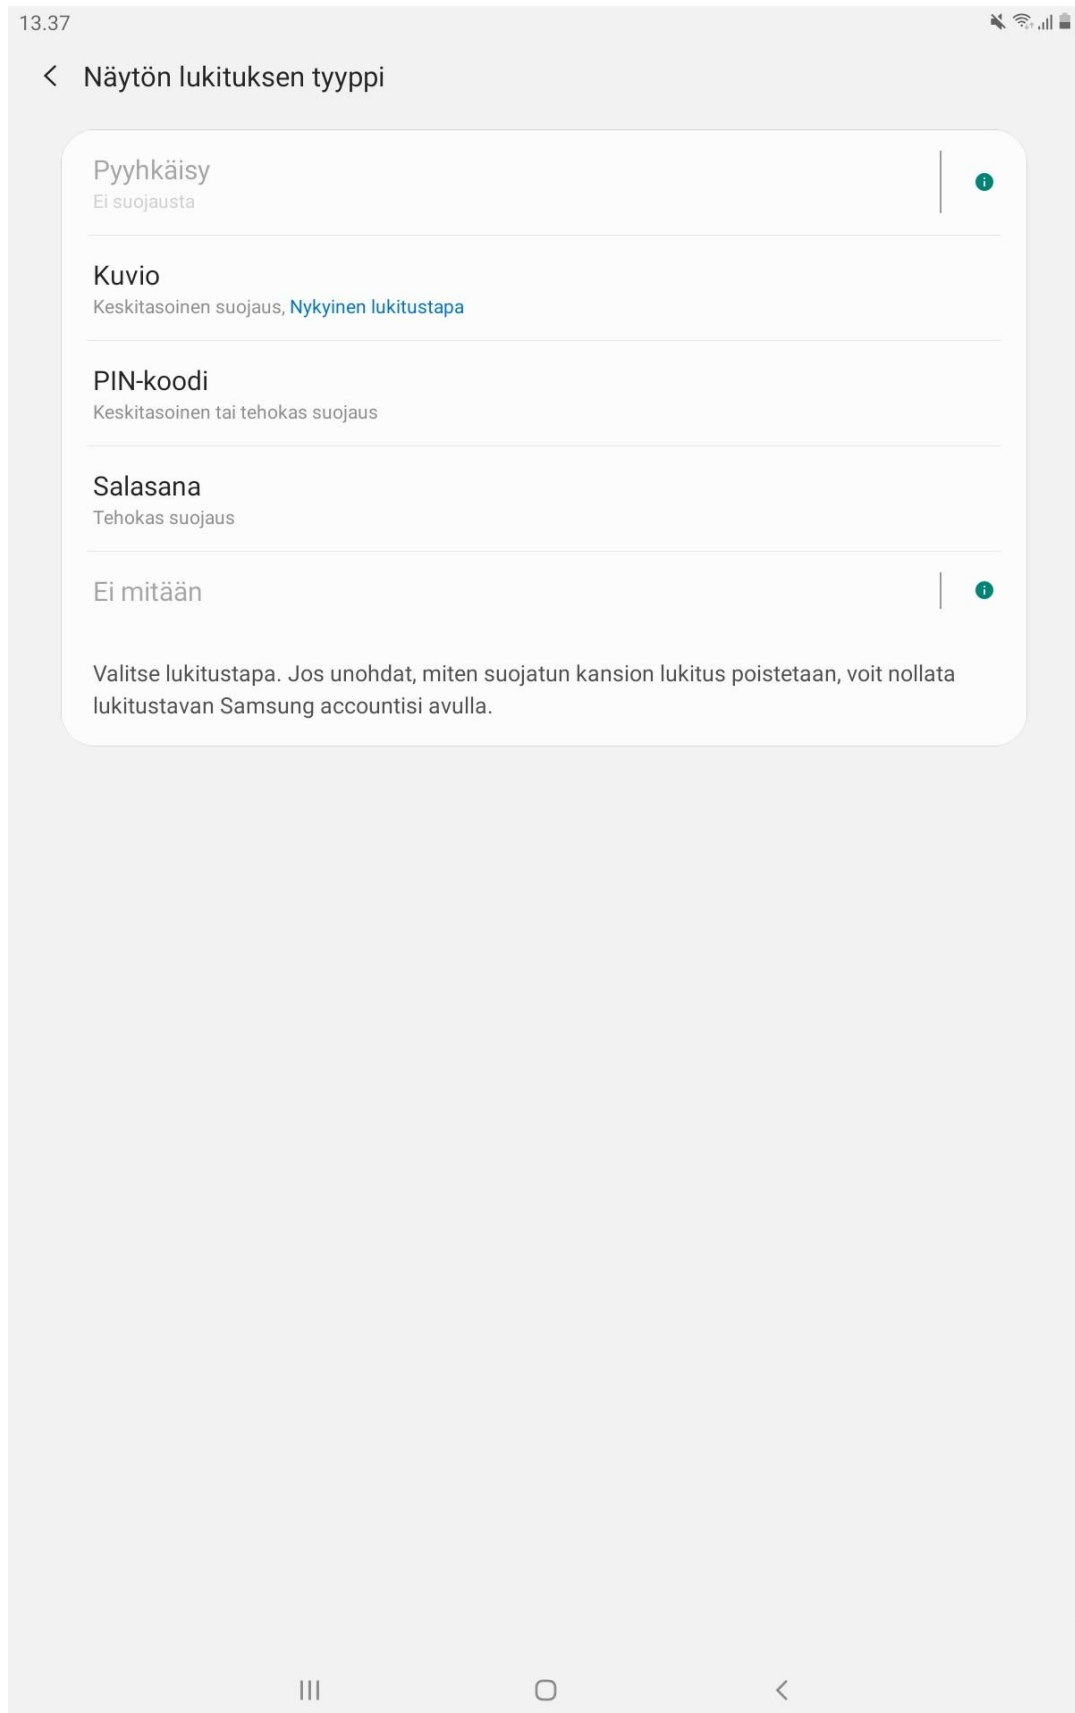 13.37
Näytön lukituksen tyyppi
Pyyhkäisy
Ei suojausta
Kuvio
Keskitasoinen suojaus, Nykyinen lukitustapa
PIN-koodi
Keskitasoinen tai tehokas suojaus
Salasana
Tehokas suojaus
Ei mitään
Valitse lukitustapa. Jos unohdat, miten suojatun kansion lukitus poistetaan, voit nollata
lukitustavan Samsung accountisi avulla.